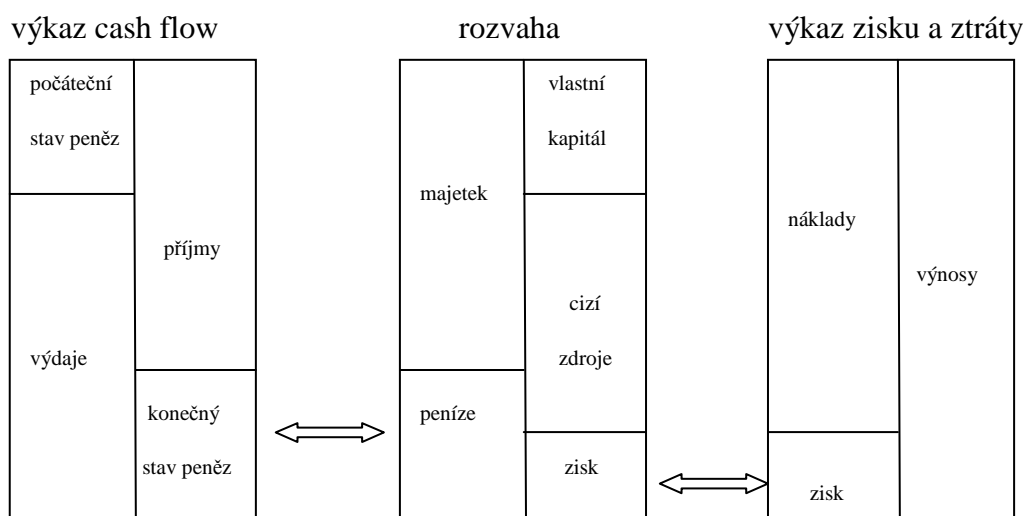 výkaz cash flow
rozvaha
výkaz zisku a ztráty
počáteční
stav peněz
výdaje
příjmy
konečný
stav peněz
majetek
peníze
vlastní
kapitál
cizí
zdroje
zisk
náklady
zisk
výnosy